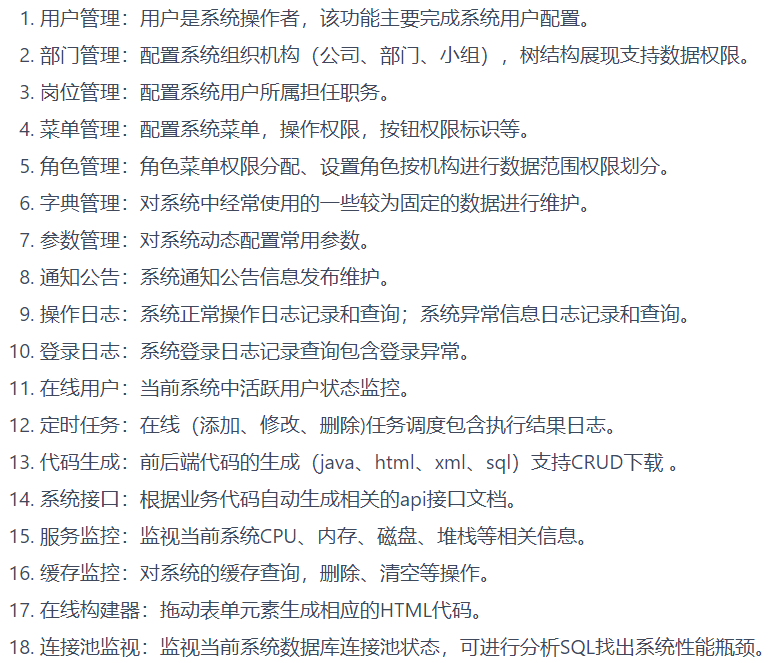 1. 用户管理：用户是系统操作者，该功能主要完成系统用户配置。
2. 部门管理：配置系统组织机构（公司、部门、小组），树结构展现支持数据权限。
3. 岗位管理：配置系统用户所属担任职务。
4. 菜单管理：配置系统菜单，操作权限，按钮权限标识等。
5. 角色管理：角色菜单权限分配、设置角色按机构进行数据范围权限划分。
6. 字典管理：对系统中经常使用的一些较为固定的数据进行维护。
7. 参数管理：对系统动态配置常用参数。
8. 通知公告：系统通知公告信息发布维护。
9. 操作日志：系统正常操作日志记录和查询；系统异常信息日志记录和查询。
10. 登录日志：系统登录日志记录查询包含登录异常。
11. 在线用户：当前系统中活跃用户状态监控。
12. 定时任务：在线（添加、修改、删除)任务调度包含执行结果日志。
13. 代码生成：前后端代码的生成（java、html、xml、sql）支持CRUD下载 。
14. 系统接口：根据业务代码自动生成相关的api接口文档。
15. 服务监控：监视当前系统CPU、内存、磁盘、堆栈等相关信息。
16. 缓存监控：对系统的缓存查询，删除、清空等操作。
17. 在线构建器：拖动表单元素生成相应的HTML代码。
18. 连接池监视：监视当前系统数据库连接池状态，可进行分析SQL找出系统性能瓶颈。